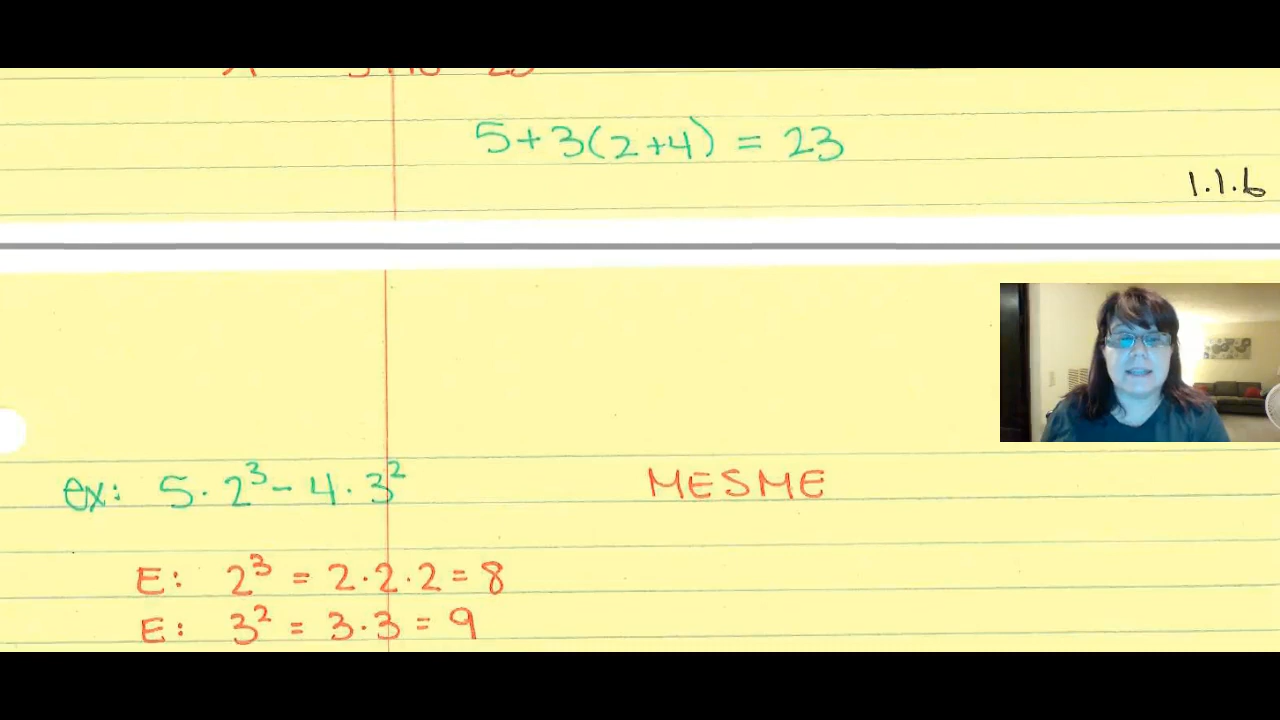 5+3(2+4) = 23
1.1.6
ex: 5·2³-4·3² MESME
E: 2³ = 2·2·2=8
E: 3² = 3·3 = 9